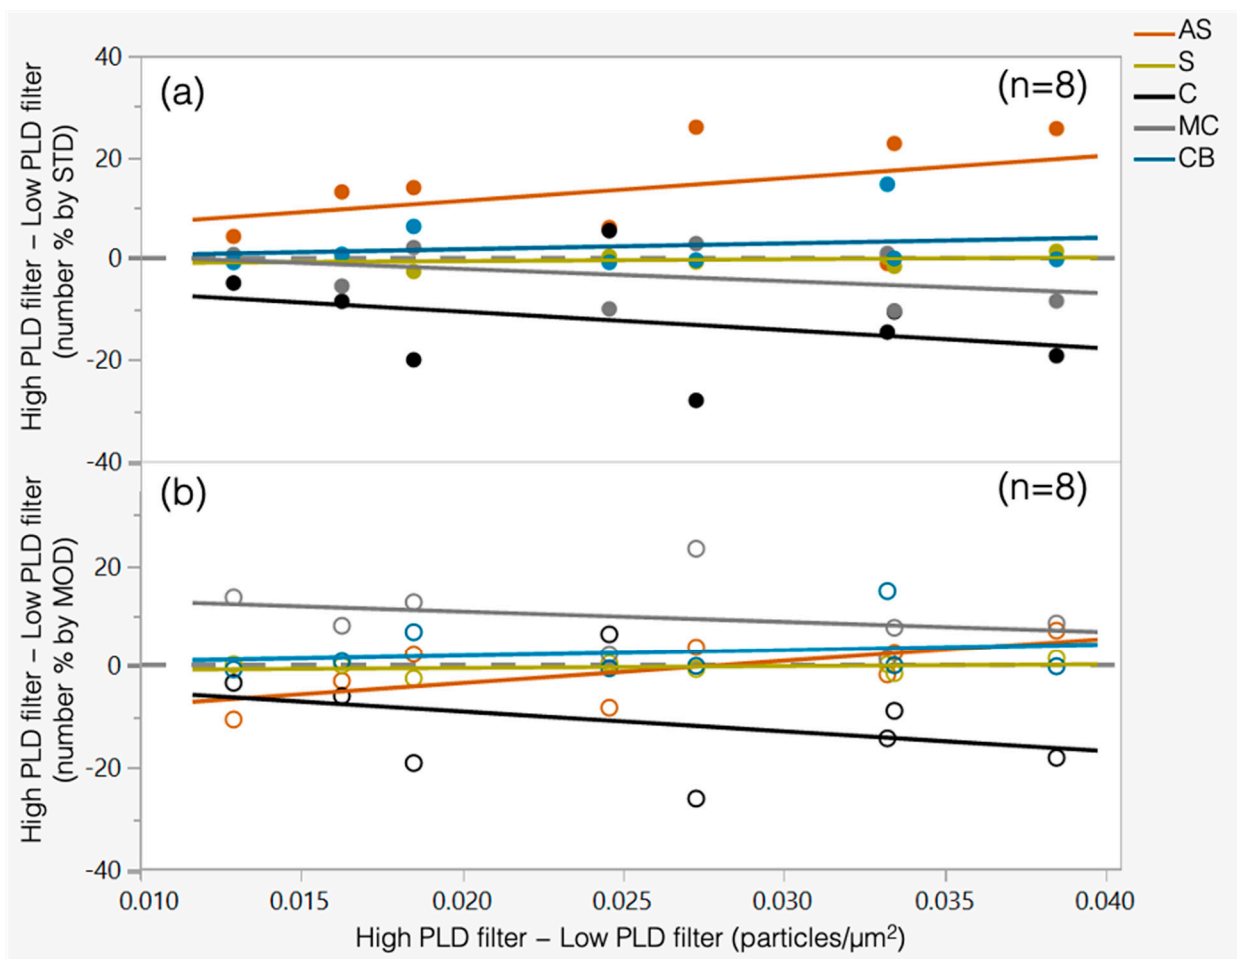 AS
S
C
MC
CB
High PLD filter – Low PLD filter
(number % by STD)
40
20
0
-20
-40
(a)
(n=8)
High PLD filter – Low PLD filter
(number % by MOD)
20
0
-20
-40
(b)
(n=8)
0.010 0.015 0.020 0.025 0.030 0.035 0.040
High PLD filter – Low PLD filter (particles/µm²)